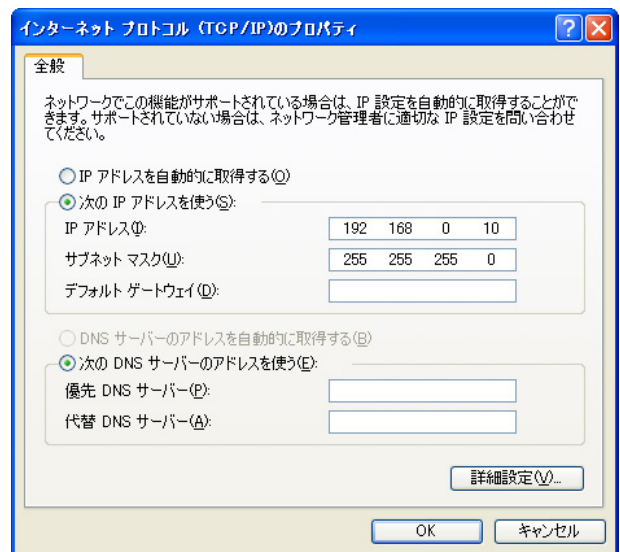 インターネット プロトコル (TCP/IP)のプロパティ
全般
ネットワークでこの機能がサポートされている場合は、IP 設定を自動的に取得することがで
きます。サポートされていない場合は、ネットワーク管理者に適切な IP 設定を問い合わせ
てください。
IP アドレスを自動的に取得する(O)
次の IP アドレスを使う(S):
IP アドレス(I): 192 168 0 10
サブネット マスク(U): 255 255 255 0
デフォルト ゲートウェイ(D):
DNS サーバーのアドレスを自動的に取得する(B)
次の DNS サーバーのアドレスを使う(E):
優先 DNS サーバー(P):
代替 DNS サーバー(A):
詳細設定(V)...
OK キャンセル